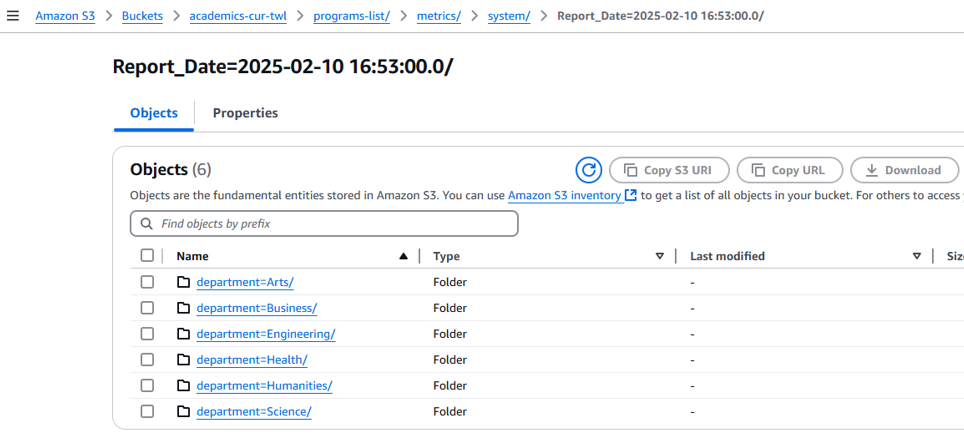 Amazon S3 > Buckets > academics-cur-twl > programs-list/ > metrics/ > system/ > Report_Date=2025-02-10 16:53:00.0/
Report_Date=2025-02-10 16:53:00.0/
Objects Properties
Objects (6) Copy S3 URI Copy URL Download
Objects are the fundamental entities stored in Amazon S3. You can use Amazon S3 inventory to get a list of all objects in your bucket. For others to access
Find objects by prefix
Name Type Last modified
department=Arts/ Folder -
department=Business/ Folder -
department=Engineering/ Folder -
department=Health/ Folder -
department=Humanities/ Folder -
department=Science/ Folder -